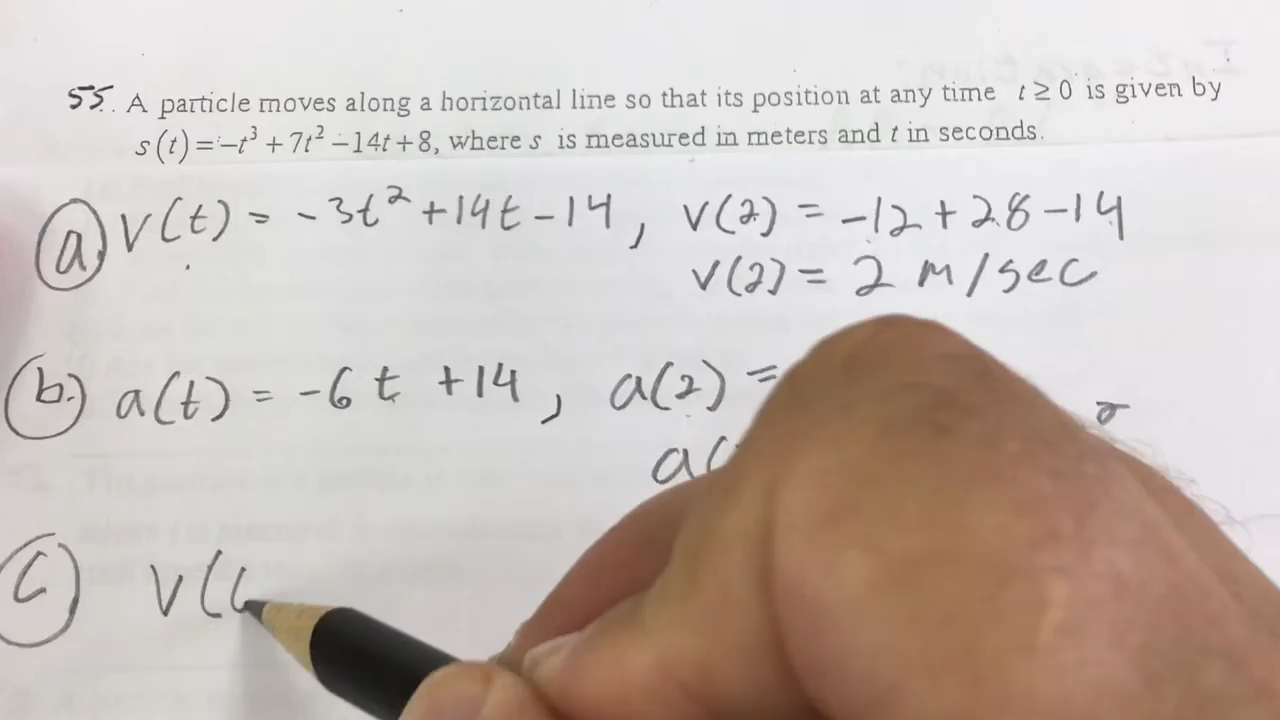 55. A particle moves along a horizontal line so that its position at any time t ≥ 0 is given by
s(t) = -t³ + 7t² - 14t + 8, where s is measured in meters and t in seconds.
a) v(t) = -3t² + 14t - 14, v(2) = -12 + 28 - 14
v(2) = 2 m/sec
b.) a(t) = -6t + 14, a(2) =
a(
c) v(